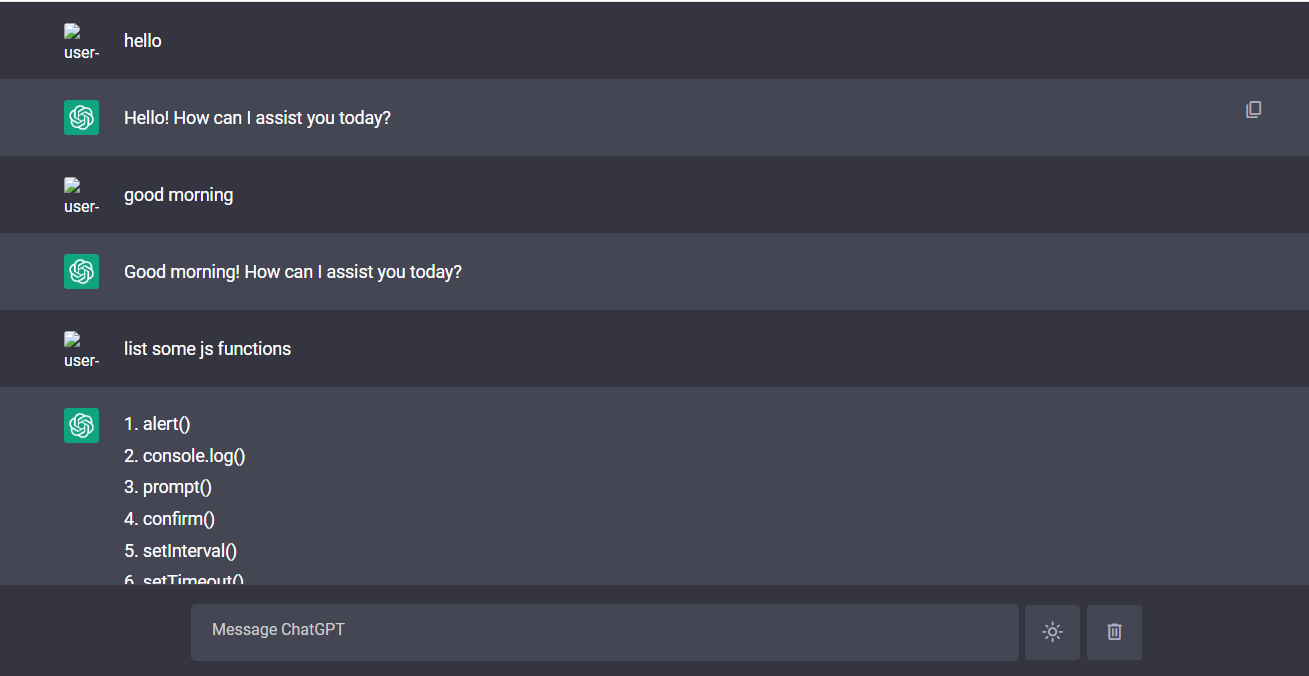 user-
hello
Hello! How can I assist you today?
user-
good morning
Good morning! How can I assist you today?
user-
list some js functions
1. alert()
2. console.log()
3. prompt()
4. confirm()
5. setInterval()
6. setTimeout()
Message ChatGPT